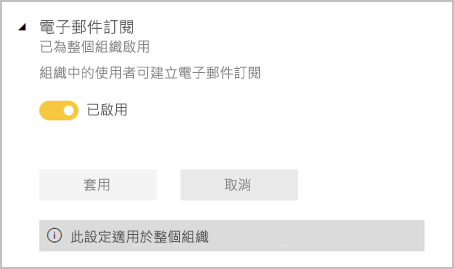 電子郵件訂閱
已為整個組織啟用
組織中的使用者可建立電子郵件訂閱
已啟用
套用
取消
此設定適用於整個組織